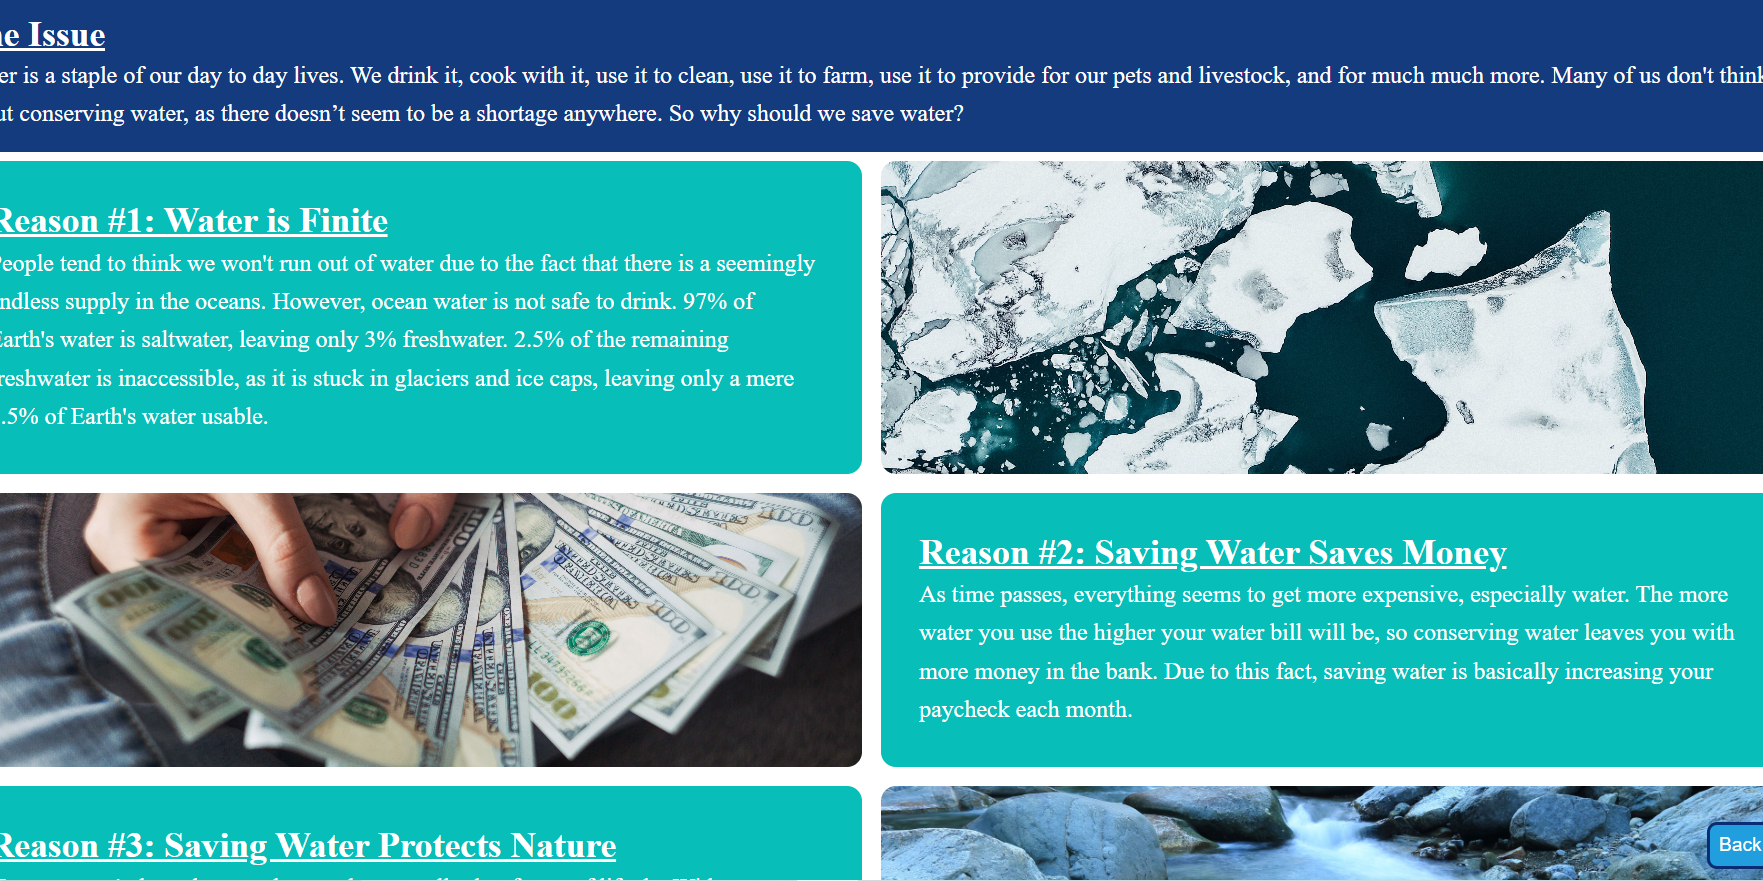 e Issue
er is a staple of our day to day lives. We drink it, cook with it, use it to clean, use it to farm, use it to provide for our pets and livestock, and for much much more. Many of us don't think
ut conserving water, as there doesn’t seem to be a shortage anywhere. So why should we save water?
Reason #1: Water is Finite
People tend to think we won't run out of water due to the fact that there is a seemingly
ndless supply in the oceans. However, ocean water is not safe to drink. 97% of
Earth's water is saltwater, leaving only 3% freshwater. 2.5% of the remaining
reshwater is inaccessible, as it is stuck in glaciers and ice caps, leaving only a mere
.5% of Earth's water usable.
Reason #2: Saving Water Saves Money
As time passes, everything seems to get more expensive, especially water. The more
water you use the higher your water bill will be, so conserving water leaves you with
more money in the bank. Due to this fact, saving water is basically increasing your
paycheck each month.
Reason #3: Saving Water Protects Nature
Back